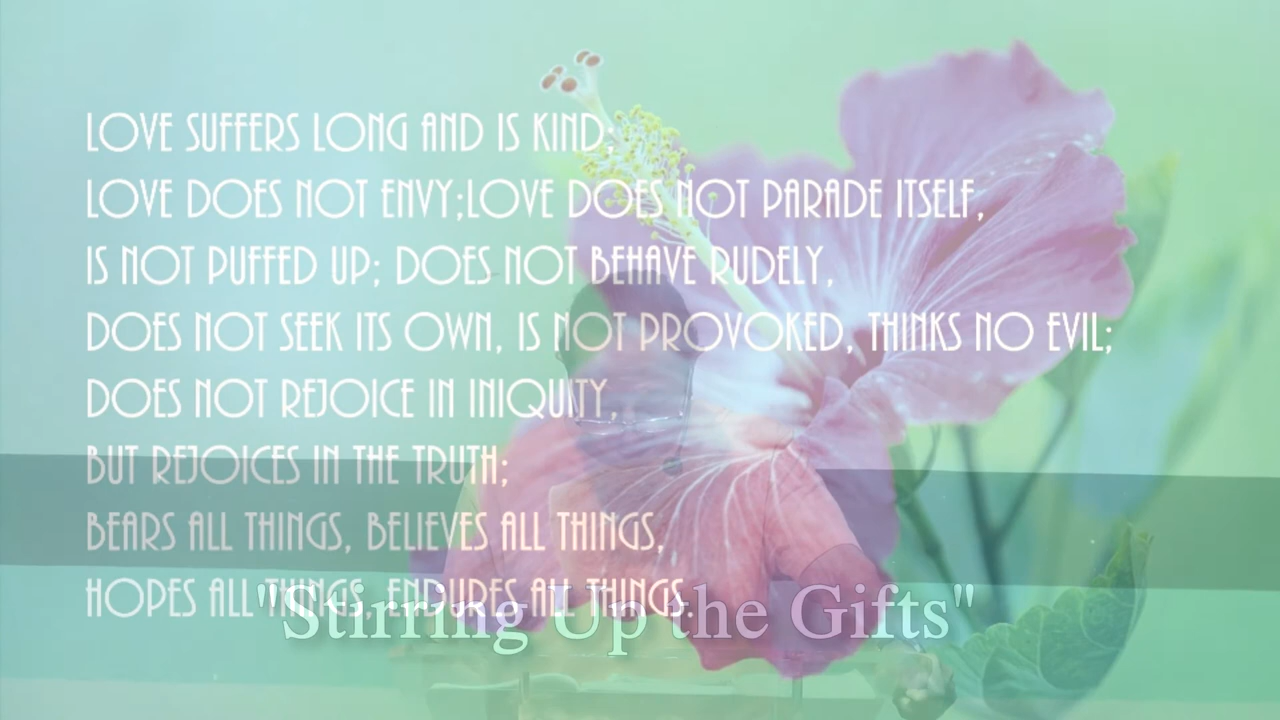 LOVE SUFFERS LONG AND IS KIND;
LOVE DOES NOT ENVY;LOVE DOES NOT PARADE ITSELF,
IS NOT PUFFED UP; DOES NOT BEHAVE RUDELY,
DOES NOT SEEK ITS OWN, IS NOT PROVOKED, THINKS NO EVIL;
DOES NOT REJOICE IN INIQUITY,
BUT REJOICES IN THE TRUTH;
BEARS ALL THINGS, BELIEVES ALL THINGS,
HOPES ALL THINGS, ENDURES ALL THINGS.
"Stirring Up the Gifts"